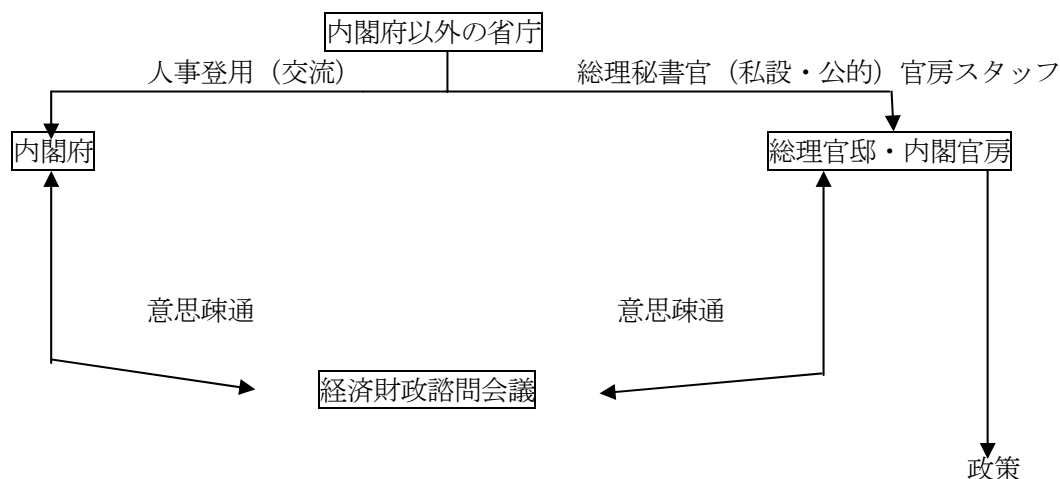 内閣府以外の省庁
人事登用（交流）
総理秘書官（私設・公的）官房スタッフ
内閣府
総理官邸・内閣官房
意思疎通
意思疎通
経済財政諮問会議
政策